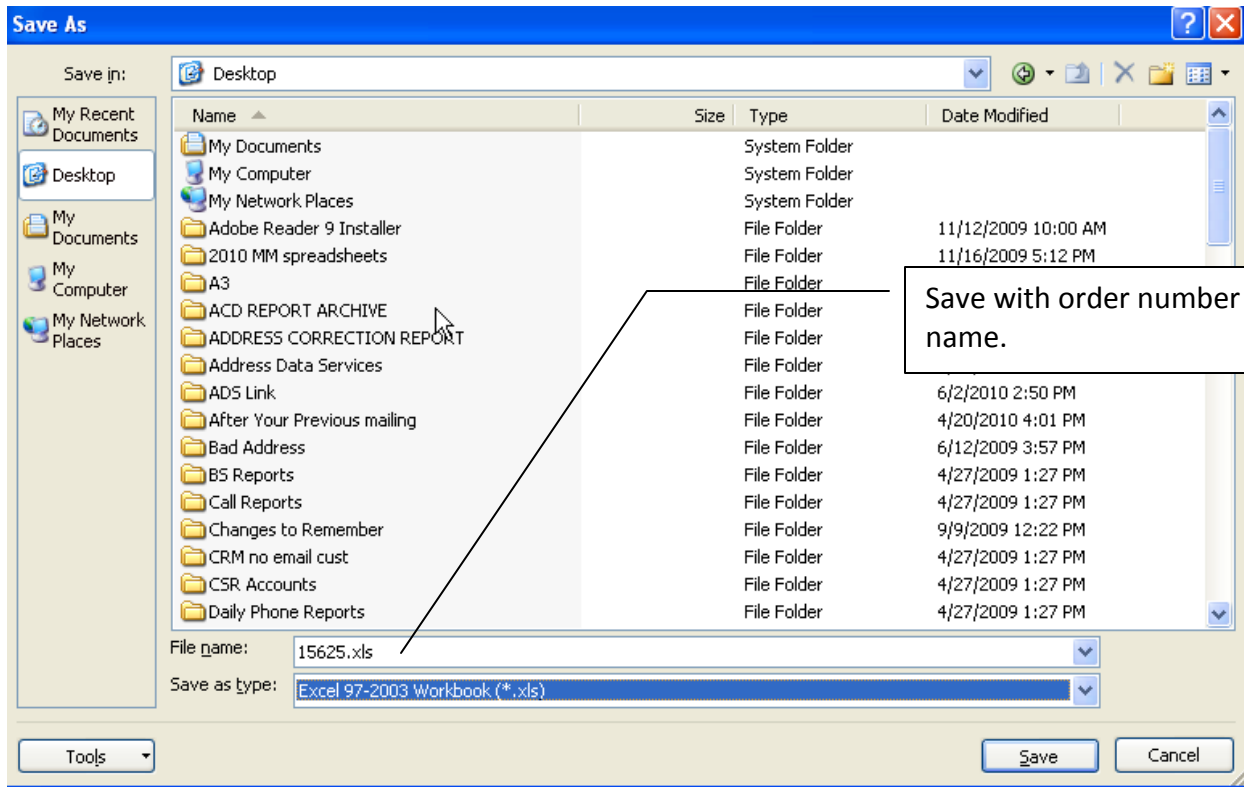 Save As
Save in:
Desktop
My Recent
Documents
Desktop
My
Documents
My
Computer
My Network
Places
Name Size Type Date Modified
My Documents System Folder
My Computer System Folder
My Network Places System Folder
Adobe Reader 9 Installer File Folder 11/12/2009 10:00 AM
2010 MM spreadsheets File Folder 11/16/2009 5:12 PM
A3 File Folder
ACD REPORT ARCHIVE File Folder
ADDRESS CORRECTION REPORT File Folder
Address Data Services File Folder
ADS Link File Folder 6/2/2010 2:50 PM
After Your Previous mailing File Folder 4/20/2010 4:01 PM
Bad Address File Folder 6/12/2009 3:57 PM
BS Reports File Folder 4/27/2009 1:27 PM
Call Reports File Folder 4/27/2009 1:27 PM
Changes to Remember File Folder 9/9/2009 12:22 PM
CRM no email cust File Folder 4/27/2009 1:27 PM
CSR Accounts File Folder 4/27/2009 1:27 PM
Daily Phone Reports File Folder 4/27/2009 1:27 PM
Save with order number
name.
File name: 15625.xls
Save as type: Excel 97-2003 Workbook (*.xls)
Tools Save Cancel